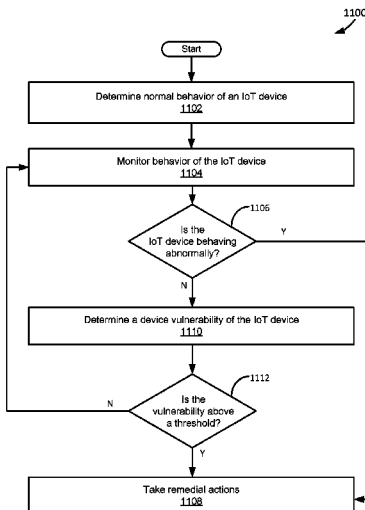 1100
Start
Determine normal behavior of an IoT device
1102
Monitor behavior of the IoT device
1104
1106
Is the
IoT device behaving
abnormally?
Y
N
Determine a device vulnerability of the IoT device
1110
1112
Is the
vulnerability above
a threshold?
N
Y
Take remedial actions
1108